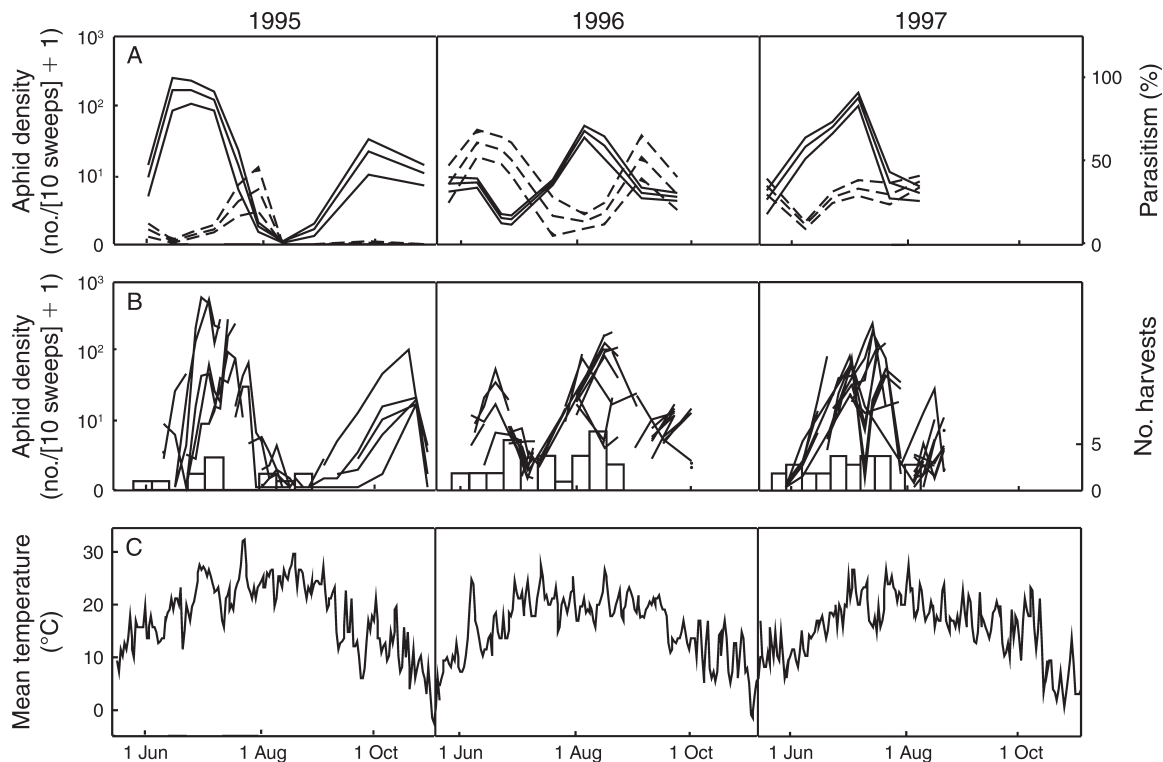 1995 1996 1997
A
Aphid density
(no./[10 sweeps] + 1)
10³
10²
10¹
0
100
50
0
Parasitism (%)
B
Aphid density
(no./[10 sweeps] + 1)
10³
10²
10¹
0
5
0
No. harvests
C
Mean temperature
(°C)
30
20
10
0
1 Jun 1 Aug 1 Oct 1 Jun 1 Aug 1 Oct 1 Jun 1 Aug 1 Oct